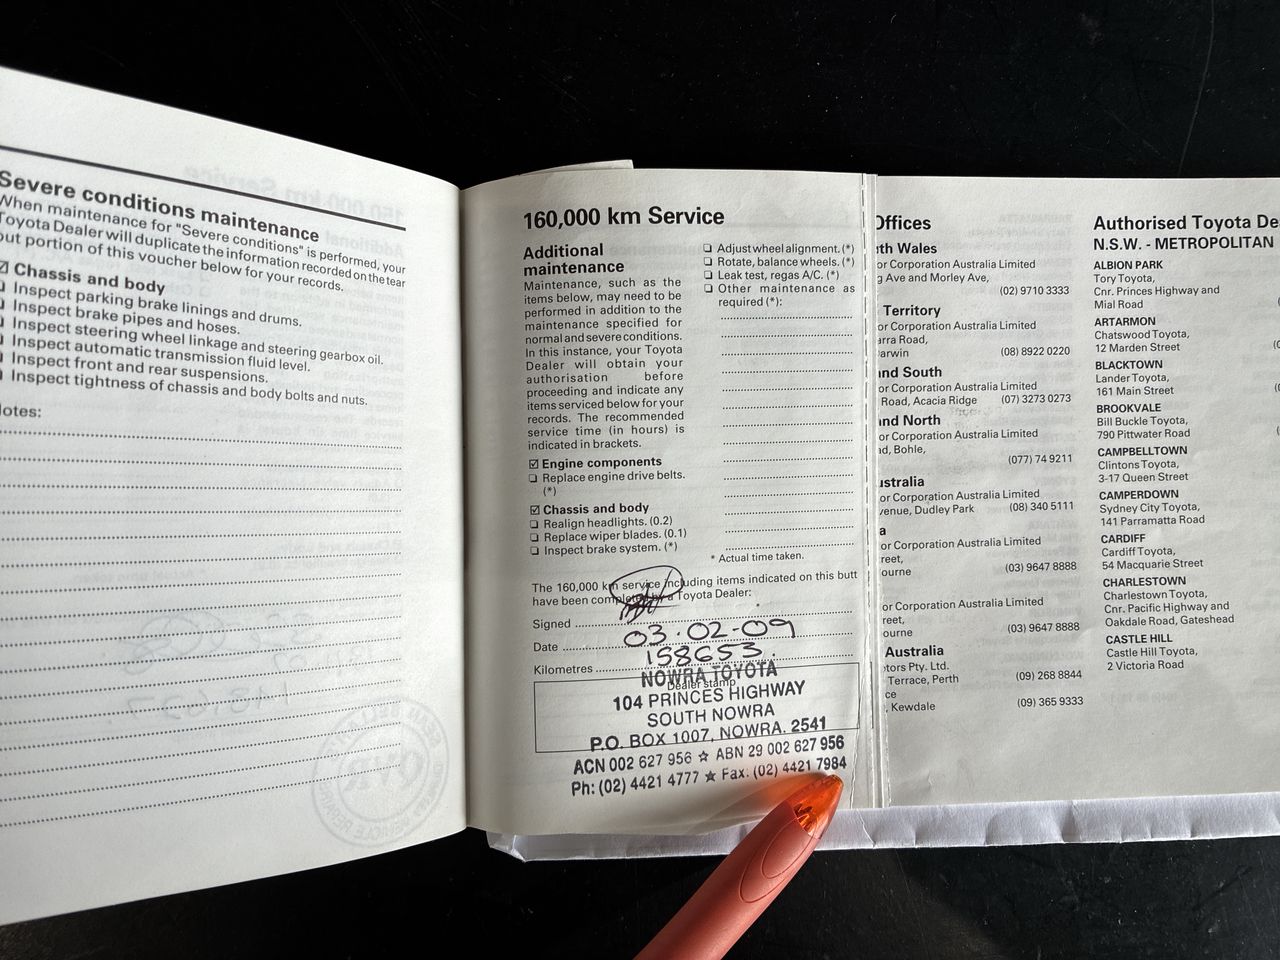 Severe conditions maintenance
When maintenance for "Severe conditions" is performed, your
Toyota Dealer will duplicate the information recorded on the tear
out portion of this voucher below for your records.
☑ Chassis and body
❏ Inspect parking brake linings and drums.
❏ Inspect brake pipes and hoses.
❏ Inspect steering wheel linkage and steering gearbox oil.
❏ Inspect automatic transmission fluid level.
❏ Inspect front and rear suspensions.
❏ Inspect tightness of chassis and body bolts and nuts.
otes:
160,000 km Service
Additional
maintenance
Maintenance, such as the
items below, may need to be
performed in addition to the
maintenance specified for
normal and severe conditions.
In this instance, your Toyota
Dealer will obtain your
authorisation before
proceeding and indicate any
items serviced below for your
records. The recommended
service time (in hours) is
indicated in brackets.
☑ Engine components
❏ Replace engine drive belts.
(*)
☑ Chassis and body
❏ Realign headlights. (0.2)
❏ Replace wiper blades. (0.1)
❏ Inspect brake system. (*)
❏ Adjust wheel alignment. (*)
❏ Rotate, balance wheels. (*)
❏ Leak test, regas A/C. (*)
❏ Other maintenance as
required (*):
* Actual time taken.
The 160,000 km service including items indicated on this butt
have been completed by a Toyota Dealer:
Signed
Date 03.02-09
Kilometres 158653
Dealer stamp
NOWRA TOYOTA
104 PRINCES HIGHWAY
SOUTH NOWRA
P.O. BOX 1007, NOWRA. 2541
ACN 002 627 956 ☆ ABN 29 002 627 956
Ph: (02) 4421 4777 ★ Fax: (02) 4421 7984
Offices
th Wales
or Corporation Australia Limited
g Ave and Morley Ave,
(02) 9710 3333
Territory
or Corporation Australia Limited
arra Road,
arwin (08) 8922 0220
and South
or Corporation Australia Limited
Road, Acacia Ridge (07) 3273 0273
and North
or Corporation Australia Limited
ad, Bohle,
(077) 74 9211
ustralia
or Corporation Australia Limited
venue, Dudley Park (08) 340 5111
a
or Corporation Australia Limited
reet,
ourne (03) 9647 8888
or Corporation Australia Limited
reet,
ourne (03) 9647 8888
Australia
tors Pty. Ltd.
Terrace, Perth (09) 268 8844
ce
, Kewdale (09) 365 9333
Authorised Toyota De
N.S.W. - METROPOLITAN
ALBION PARK
Tory Toyota,
Cnr. Princes Highway and
Mial Road
ARTARMON
Chatswood Toyota,
12 Marden Street
BLACKTOWN
Lander Toyota,
161 Main Street
BROOKVALE
Bill Buckle Toyota,
790 Pittwater Road
CAMPBELLTOWN
Clintons Toyota,
3-17 Queen Street
CAMPERDOWN
Sydney City Toyota,
141 Parramatta Road
CARDIFF
Cardiff Toyota,
54 Macquarie Street
CHARLESTOWN
Charlestown Toyota,
Cnr. Pacific Highway and
Oakdale Road, Gateshead
CASTLE HILL
Castle Hill Toyota,
2 Victoria Road